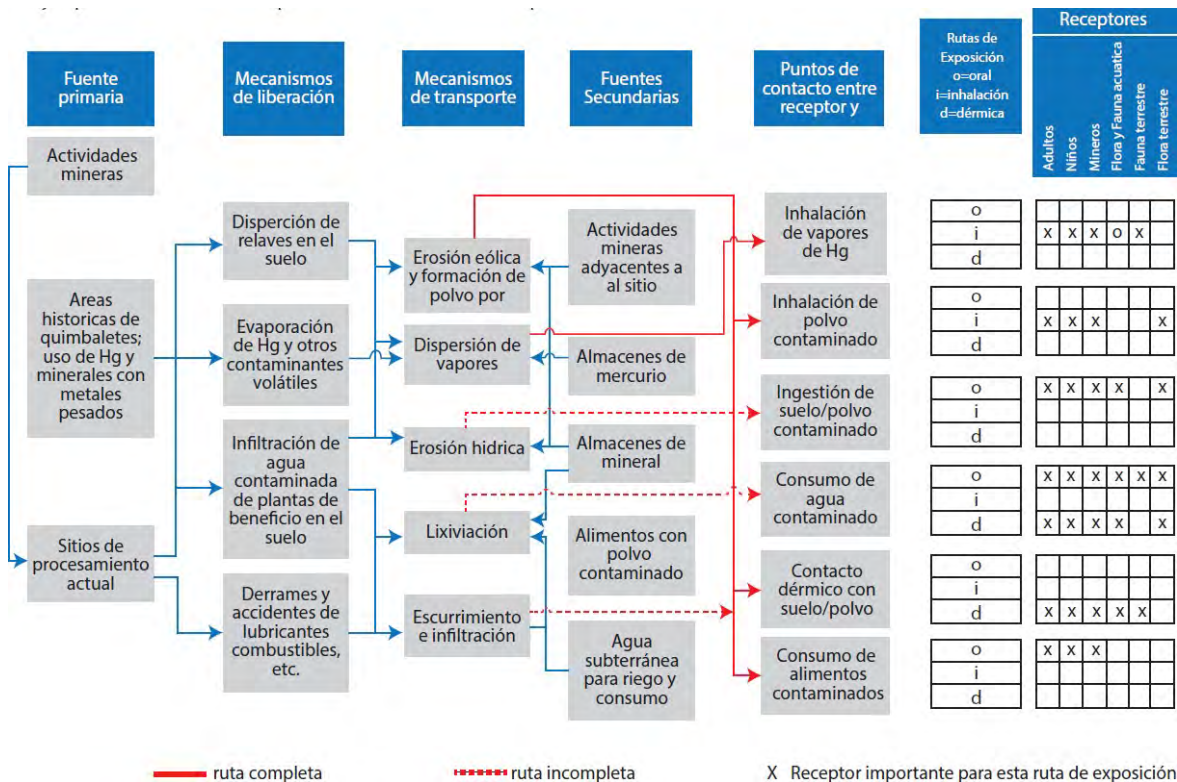 Fuente
primaria
Mecanismos
de liberación
Mecanismos
de transporte
Fuentes
Secundarias
Puntos de
contacto entre
receptor y
Rutas de
Exposición
o=oral
i=inhalación
d=dérmica
Receptores
Adultos
Niños
Mineros
Flora y Fauna acuatica
Fauna terrestre
Flora terrestre
Actividades
mineras
Areas
historicas de
quimbaletes;
uso de Hg y
minerales con
metales
pesados
Sitios de
procesamiento
actual
Disperción de
relaves en el
suelo
Evaporación
de Hg y otros
contaminantes
volátiles
Infiltración de
agua
contaminada
de plantas de
beneficio en el
suelo
Derrames y
accidentes de
lubricantes
combustibles,
etc.
Erosión eólica
y formación de
polvo por
Dispersión de
vapores
Erosión hidrica
Lixiviación
Escurrimiento
e infiltración
Actividades
mineras
adyacentes a
al sitio
Almacenes de
mercurio
Almacenes de
mineral
Alimentos con
polvo
contaminado
Agua
subterránea
para riego y
consumo
Inhalación
de vapores
de Hg
Inhalación de
polvo
contaminado
Ingestión de
suelo/polvo
contaminado
Consumo de
agua
contaminado
Contacto
dérmico con
suelo/polvo
Consumo de
alimentos
contaminados
o
i x x x o x
d
o
i x x x x
d
o x x x x x
i
d
o x x x x x x
i
d x x x x x
o
i
d x x x x x
o x x x
i
d
ruta completa
ruta incompleta
X Receptor importante para esta ruta de exposición